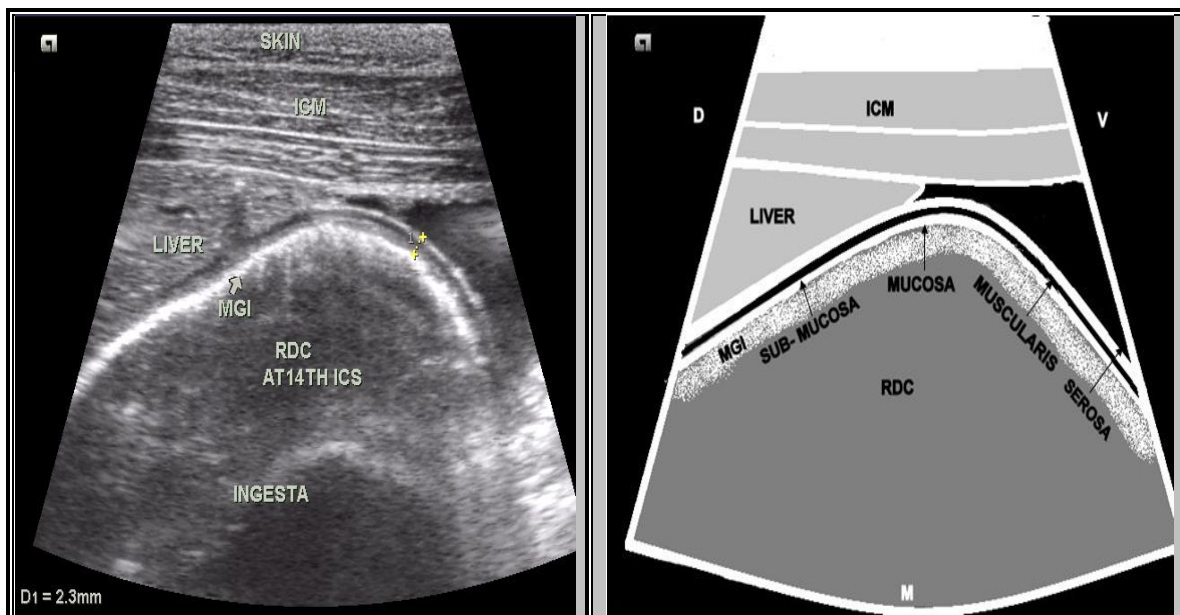 SKIN
ICM
LIVER
1
MGI
RDC
AT14TH ICS
INGESTA
D1 = 2.3mm
D
ICM
V
LIVER
MUCOSA
MGI
SUB- MUCOSA
MUSCULARIS
RDC
SEROSA
M